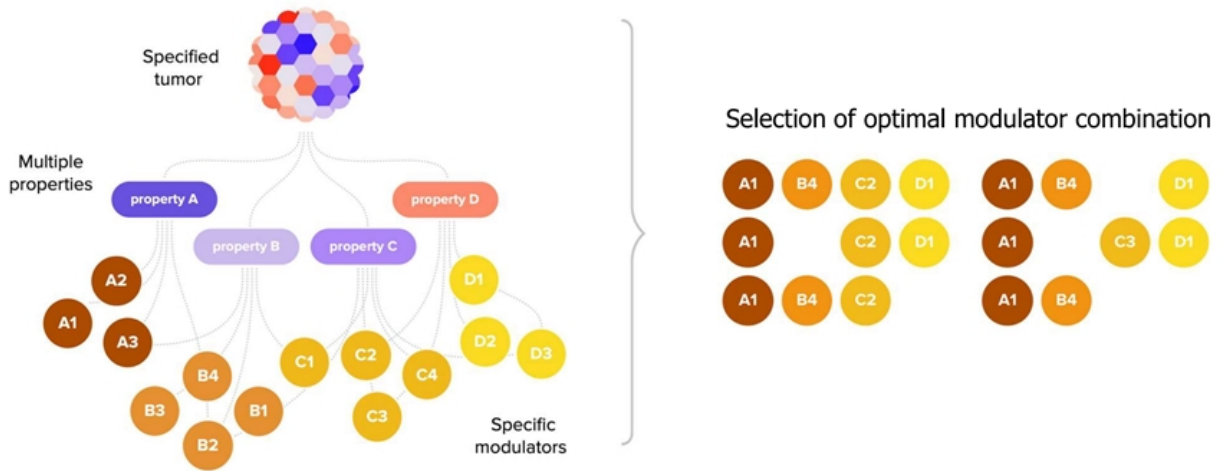 Specified
tumor
Multiple
properties
property A
property D
property B
property C
A2
D1
A1
A3
D2
D3
C1
C2
B4
C4
B3
B1
C3
B2
Specific
modulators
Selection of optimal modulator combination
A1 B4 C2 D1 A1 B4 D1
A1 C2 D1 A1 C3 D1
A1 B4 C2 A1 B4